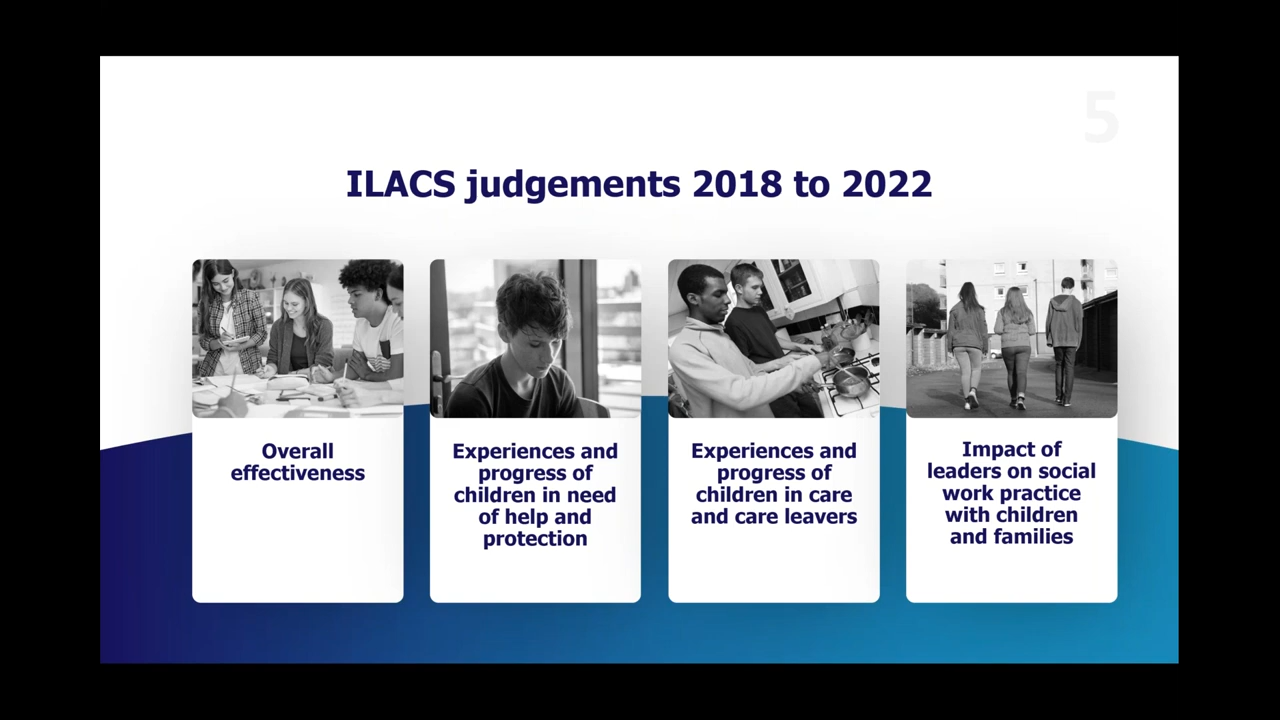 5
ILACS judgements 2018 to 2022
Overall
effectiveness
Experiences and
progress of
children in need
of help and
protection
Experiences and
progress of
children in care
and care leavers
Impact of
leaders on social
work practice
with children
and families